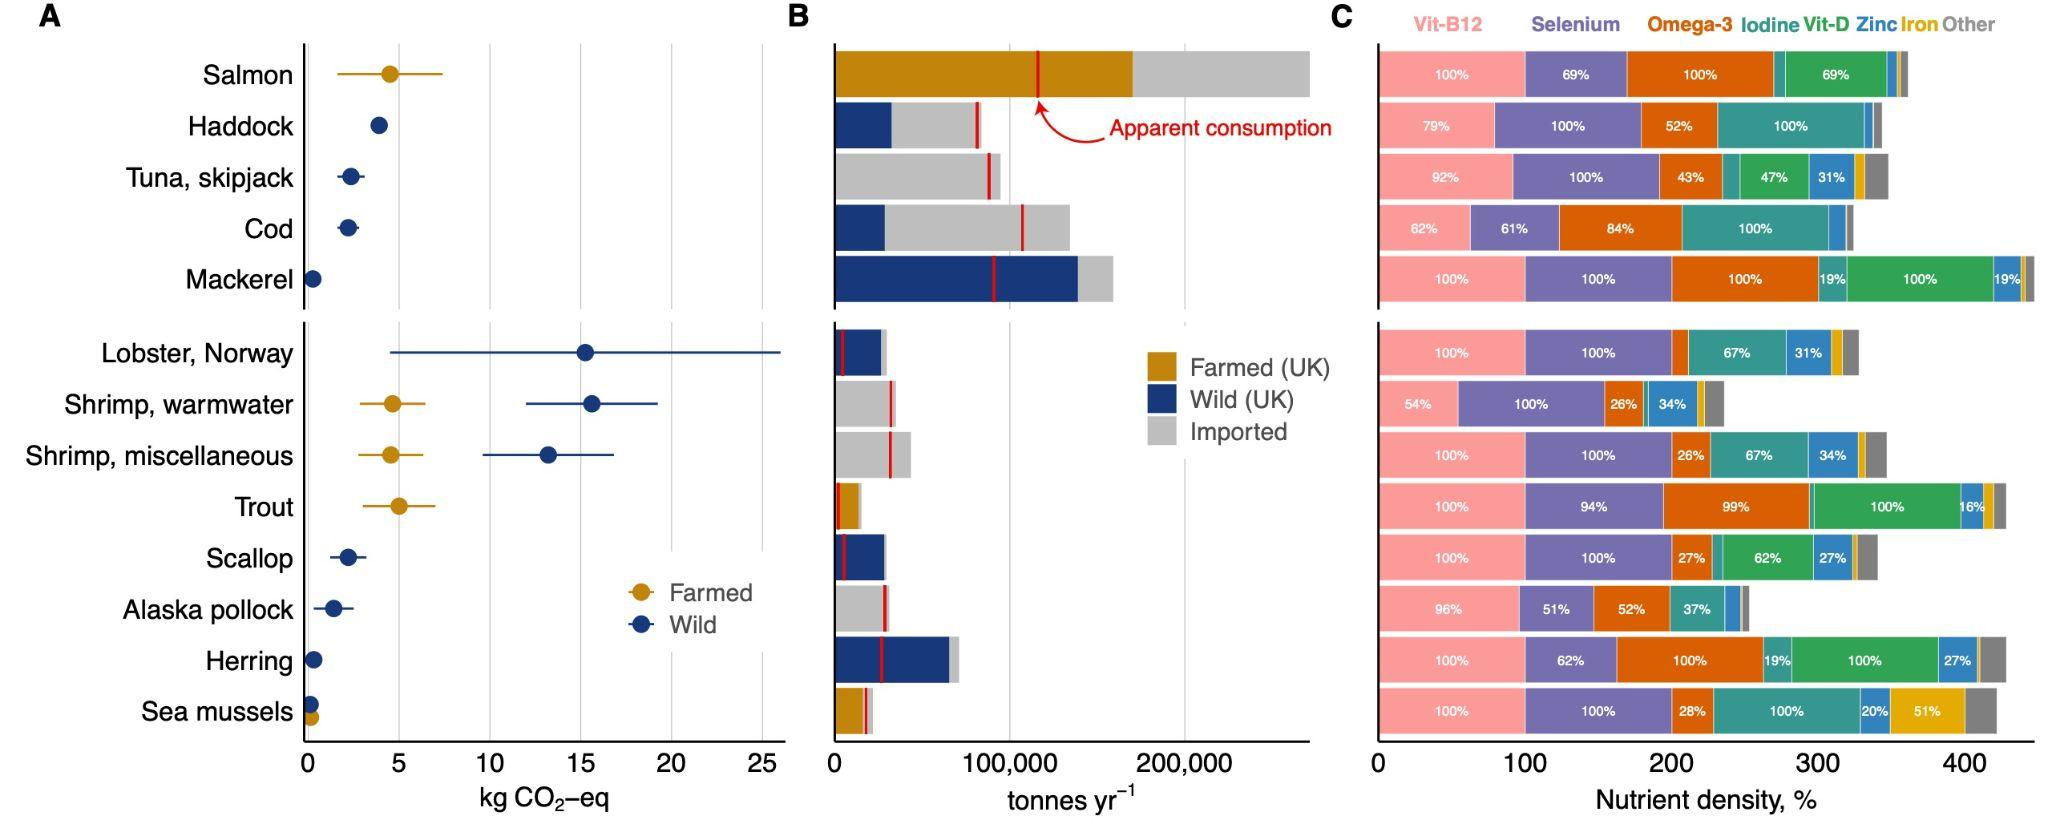 A
B
C
Vit-B12 Selenium Omega-3 Iodine Vit-D Zinc Iron Other
Salmon
100% 69% 100% 69%
Haddock
79% 100% 52% 100%
Apparent consumption
Tuna, skipjack
92% 100% 43% 47% 31%
Cod
62% 61% 84% 100%
Mackerel
100% 100% 100% 19% 100% 19%
Lobster, Norway
100% 100% 67% 31%
Shrimp, warmwater
54% 100% 26% 34%
Shrimp, miscellaneous
100% 100% 26% 67% 34%
Trout
100% 94% 99% 100% 16%
Scallop
100% 100% 27% 62% 27%
Alaska pollock
96% 51% 52% 37%
Herring
100% 62% 100% 19% 100% 27%
Sea mussels
100% 100% 28% 100% 20% 51%
Farmed
Wild
Farmed (UK)
Wild (UK)
Imported
0 5 10 15 20 25
kg CO₂–eq
0 100,000 200,000
tonnes yr⁻¹
0 100 200 300 400
Nutrient density, %